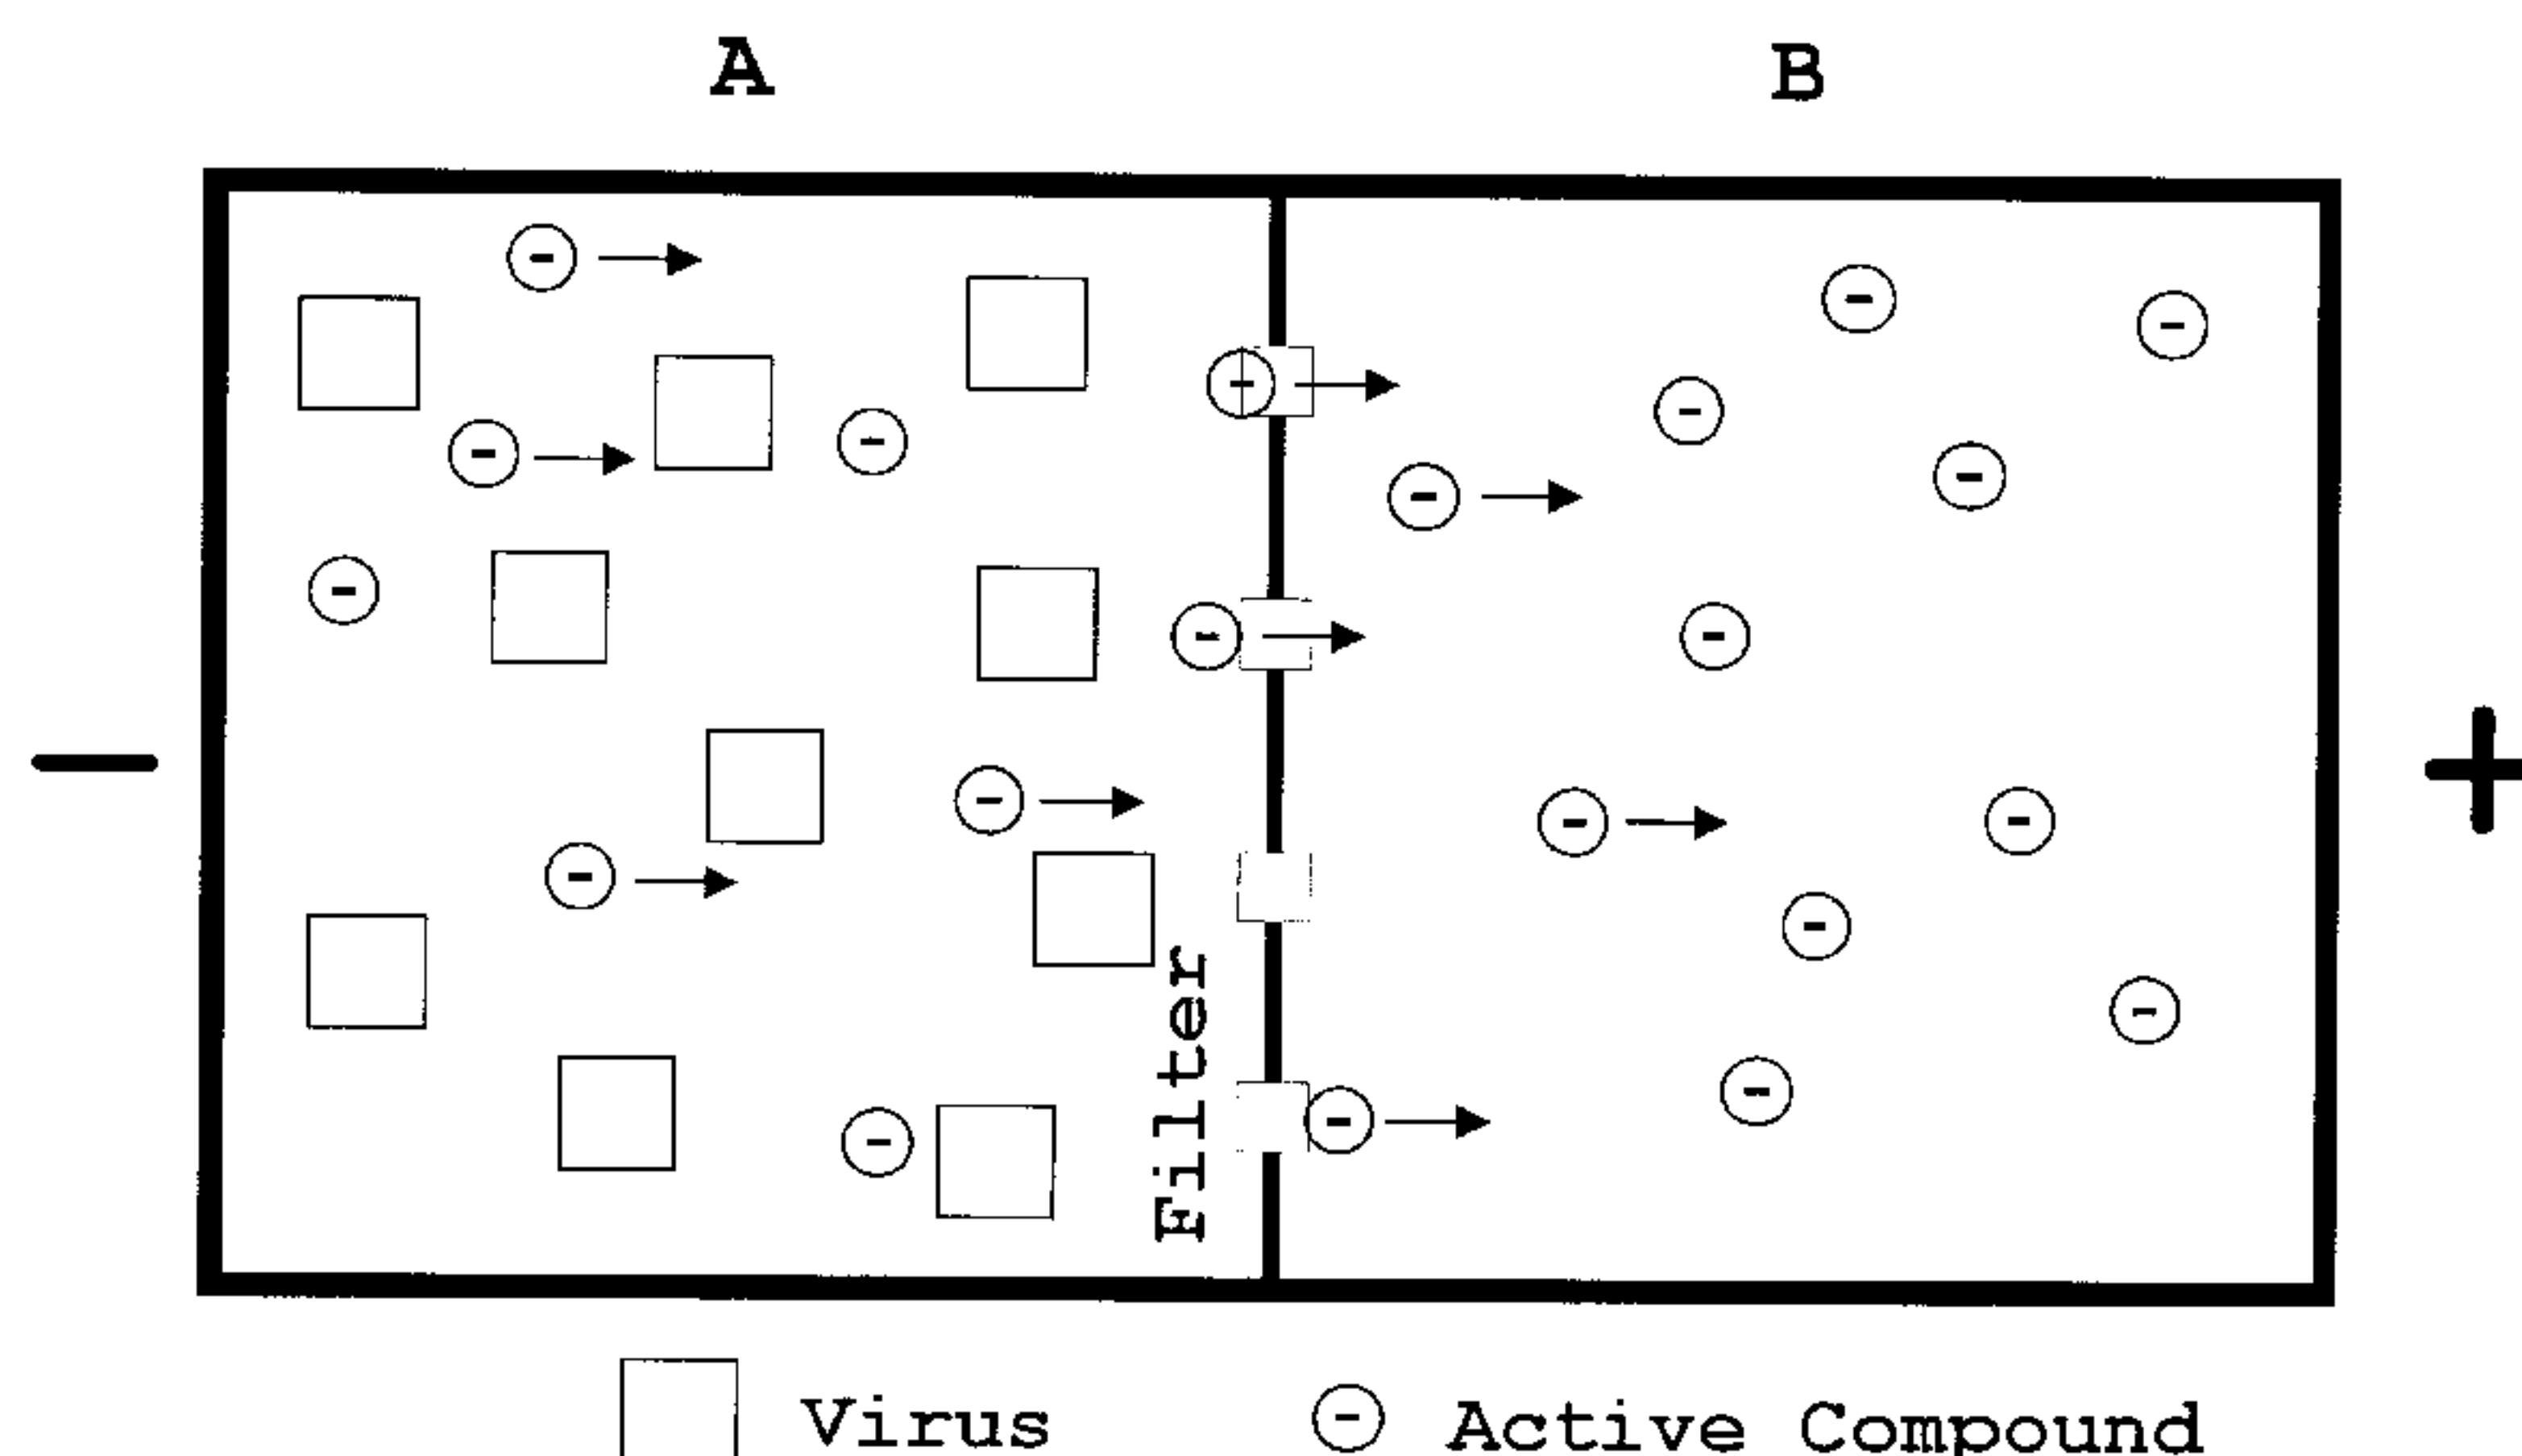 A
B
−
+
Filter
Virus
Active Compound